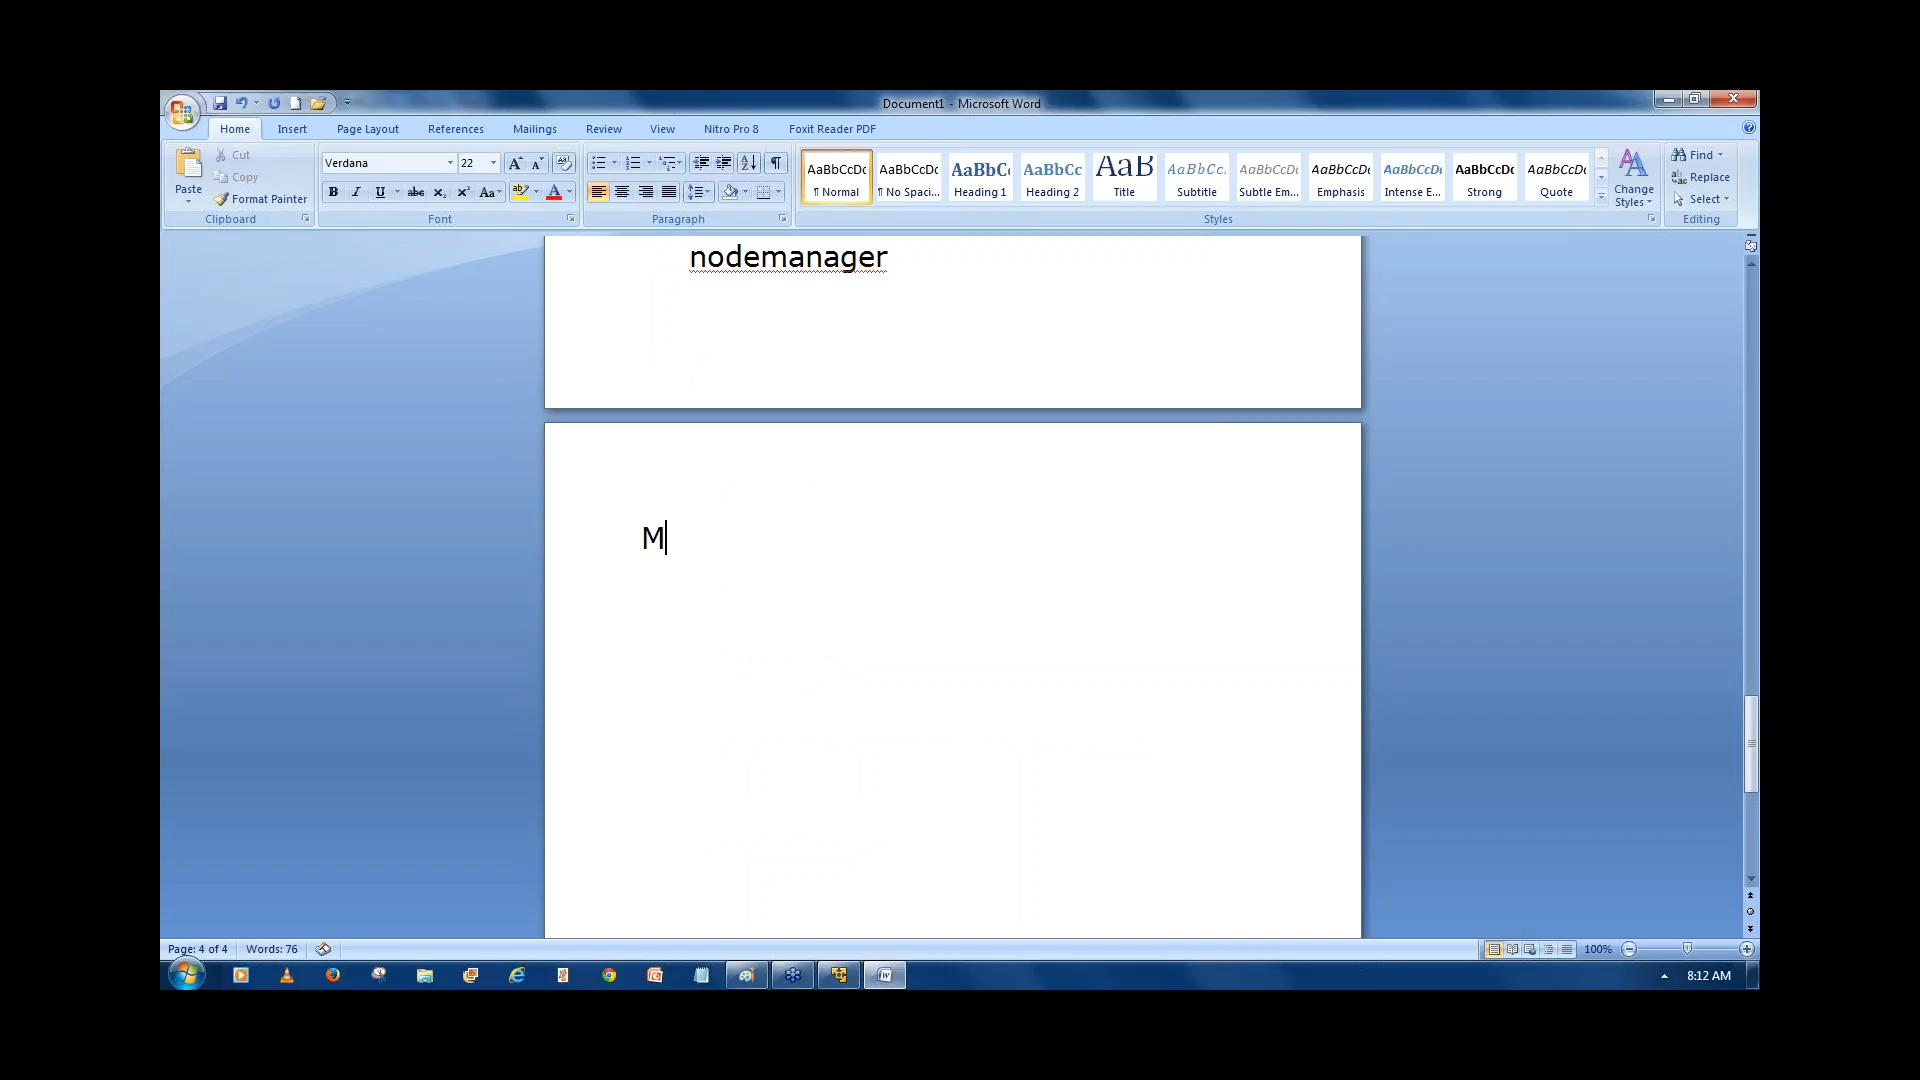 Document1 - Microsoft Word
Home Insert Page Layout References Mailings Review View Nitro Pro 8 Foxit Reader PDF
Paste
Cut
Copy
Format Painter
Clipboard
Verdana 22
Font
Paragraph
AaBbCcDc AaBbCcDc AaBbC AaBbCc AaB AaBbCc. AaBbCcDc AaBbCcDc AaBbCcDc AaBbCcDc AaBbCcDc
¶ Normal ¶ No Spaci... Heading 1 Heading 2 Title Subtitle Subtle Em... Emphasis Intense E... Strong Quote
Change Styles
Styles
Find
Replace
Select
Editing
nodemanager
M
Page: 4 of 4 Words: 76 100%
8:12 AM